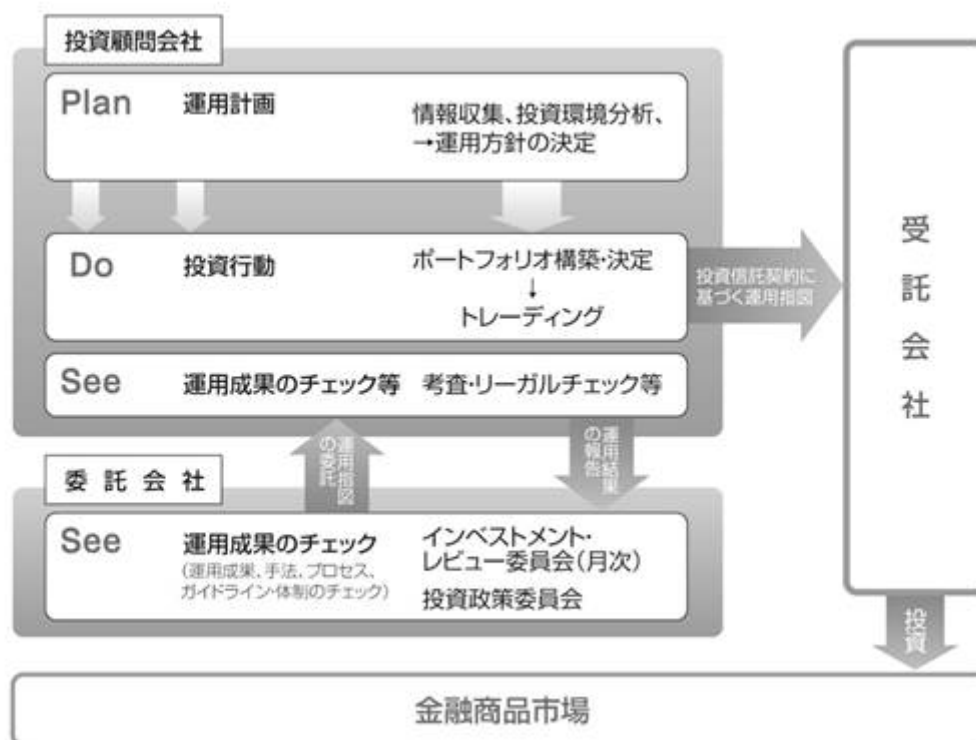 投資顧問会社
Plan
運用計画
情報収集、投資環境分析、
→運用方針の決定
Do
投資行動
ポートフォリオ構築・決定
↓
トレーディング
投資信託契約に
基づく運用指図
See
運用成果のチェック等
考査・リーガルチェック等
運用指図
の委託
運用結果
の報告
委託会社
See
運用成果のチェック
(運用成果、手法、プロセス、
ガイドライン・体制のチェック)
インベストメント・
レビュー委員会(月次)
投資政策委員会
受託会社
投資
金融商品市場